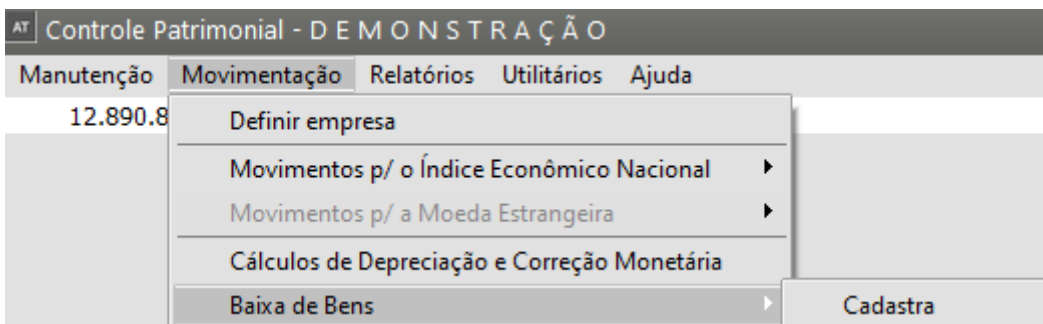 AT Controle Patrimonial - D E M O N S T R A Ç Ã O
Manutenção Movimentação Relatórios Utilitários Ajuda
12.890.8
Definir empresa
Movimentos p/ o Índice Econômico Nacional
Movimentos p/ a Moeda Estrangeira
Cálculos de Depreciação e Correção Monetária
Baixa de Bens Cadastra